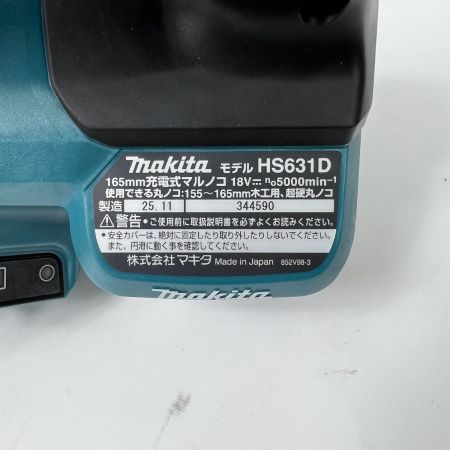 makita モデル HS631D
165mm充電式マルノコ 18V⎓ n₀5000min⁻¹
使用できる丸ノコ:155~165mm木工用、超硬丸ノコ
製造 25.11 344590
⚠警告 ●ご使用前に取扱説明書を必ずよくお読みください。
●安全カバーは、絶対に固定したり取り外したりしないでください。
また、円滑に動く事を確認してください。
株式会社マキタ Made in Japan 852V98-3
makita